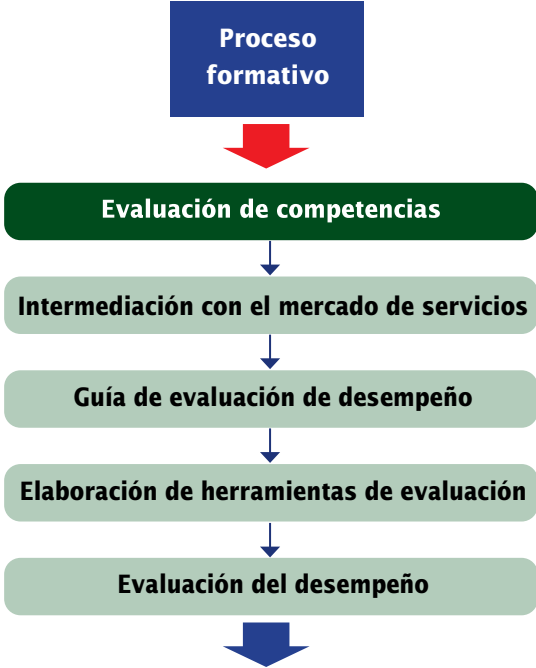 Proceso
formativo
Evaluación de competencias
Intermediación con el mercado de servicios
Guía de evaluación de desempeño
Elaboración de herramientas de evaluación
Evaluación del desempeño